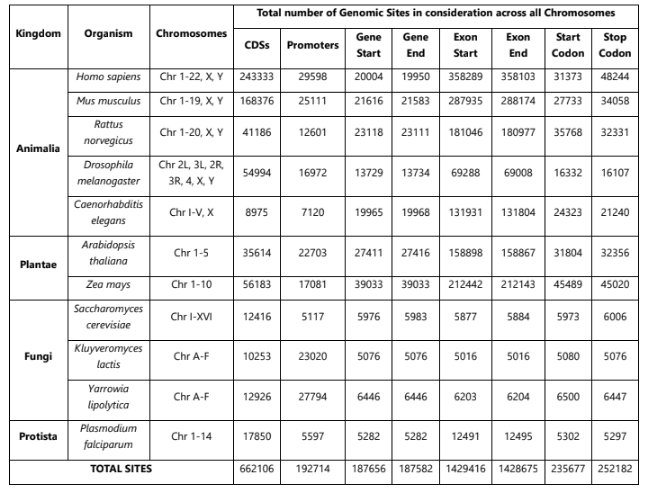 Total number of Genomic Sites in consideration across all Chromosomes
Kingdom Organism Chromosomes CDSs Promoters Gene Start Gene End Exon Start Exon End Start Codon Stop Codon
Animalia
Homo sapiens Chr 1-22, X, Y 243333 29598 20004 19950 358289 358103 31373 48244
Mus musculus Chr 1-19, X, Y 168376 25111 21616 21583 287935 288174 27733 34058
Rattus norvegicus Chr 1-20, X, Y 41186 12601 23118 23111 181046 180977 35768 32331
Drosophila melanogaster Chr 2L, 3L, 2R, 3R, 4, X, Y 54994 16972 13729 13734 69288 69008 16332 16107
Caenorhabditis elegans Chr I-V, X 8975 7120 19965 19968 131931 131804 24323 21240
Plantae
Arabidopsis thaliana Chr 1-5 35614 22703 27411 27416 158898 158867 31804 32356
Zea mays Chr 1-10 56183 17081 39033 39033 212442 212143 45489 45020
Fungi
Saccharomyces cerevisiae Chr I-XVI 12416 5117 5976 5983 5877 5884 5973 6006
Kluyveromyces lactis Chr A-F 10253 23020 5076 5076 5016 5016 5080 5076
Yarrowia lipolytica Chr A-F 12926 27794 6446 6446 6203 6204 6500 6447
Protista
Plasmodium falciparum Chr 1-14 17850 5597 5282 5282 12491 12495 5302 5297
TOTAL SITES 662106 192714 187656 187582 1429416 1428675 235677 252182